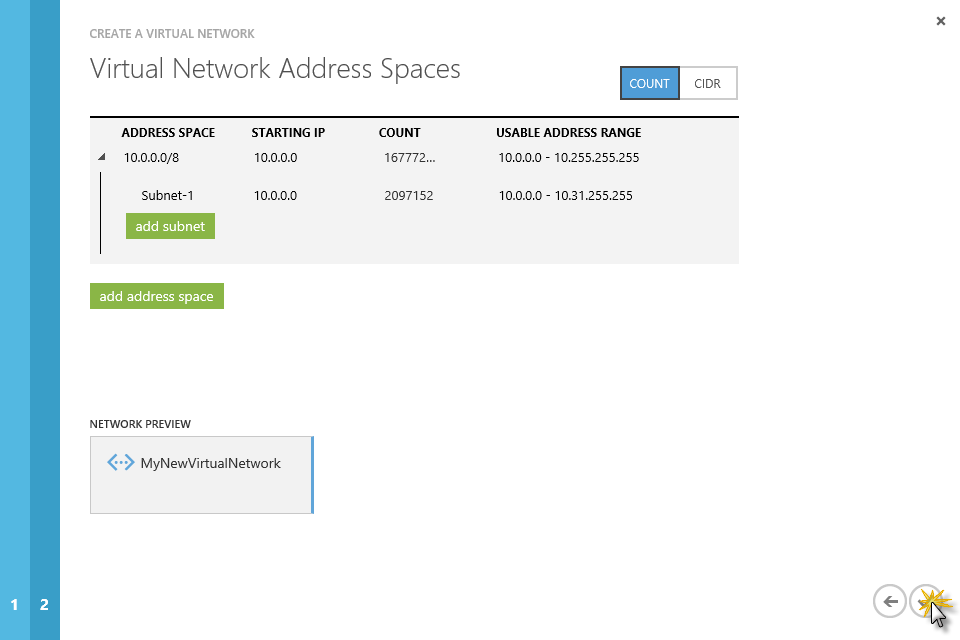 CREATE A VIRTUAL NETWORK
Virtual Network Address Spaces
COUNT CIDR
ADDRESS SPACE STARTING IP COUNT USABLE ADDRESS RANGE
10.0.0.0/8 10.0.0.0 167772... 10.0.0.0 - 10.255.255.255
Subnet-1 10.0.0.0 2097152 10.0.0.0 - 10.31.255.255
add subnet
add address space
NETWORK PREVIEW
MyNewVirtualNetwork
1 2